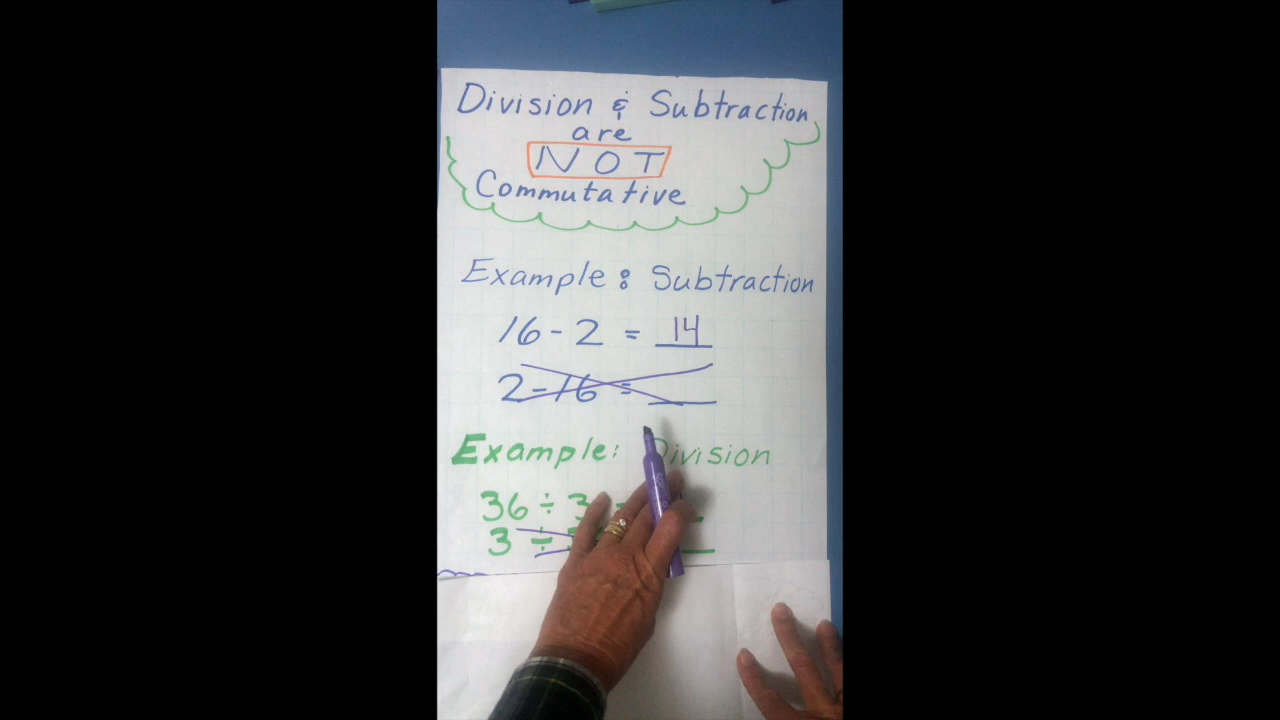 Division & Subtraction
are
NOT
Commutative
Example: Subtraction
16 - 2 = 14
2 - 16 =
Example: Division
36 ÷ 3
3 ÷